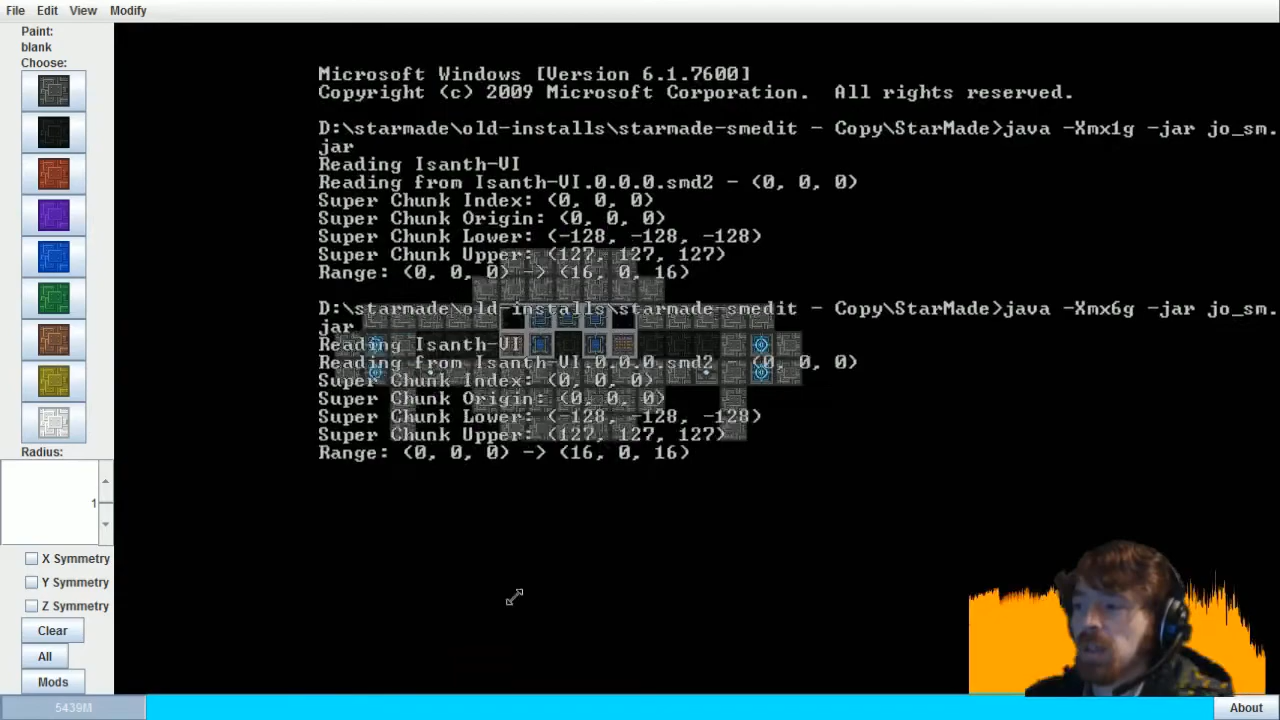 File Edit View Modify
Paint:
blank
Choose:
Radius:
1
X Symmetry
Y Symmetry
Z Symmetry
Clear
All
Mods
5439M
About
Microsoft Windows [Version 6.1.7600]
Copyright (c) 2009 Microsoft Corporation.  All rights reserved.
D:\starmade\old-installs\starmade-smedit - Copy\StarMade>java -Xmx1g -jar jo_sm.
jar
Reading Isanth-VI
Reading from Isanth-VI.0.0.0.smd2 - (0, 0, 0)
Super Chunk Index: (0, 0, 0)
Super Chunk Origin: (0, 0, 0)
Super Chunk Lower: (-128, -128, -128)
Super Chunk Upper: (127, 127, 127)
Range: (0, 0, 0) -> (16, 0, 16)
D:\starmade\old-installs\starmade-smedit - Copy\StarMade>java -Xmx6g -jar jo_sm.
jar
Reading Isanth-VI
Reading from Isanth-VI.0.0.0.smd2 - (0, 0, 0)
Super Chunk Index: (0, 0, 0)
Super Chunk Origin: (0, 0, 0)
Super Chunk Lower: (-128, -128, -128)
Super Chunk Upper: (127, 127, 127)
Range: (0, 0, 0) -> (16, 0, 16)